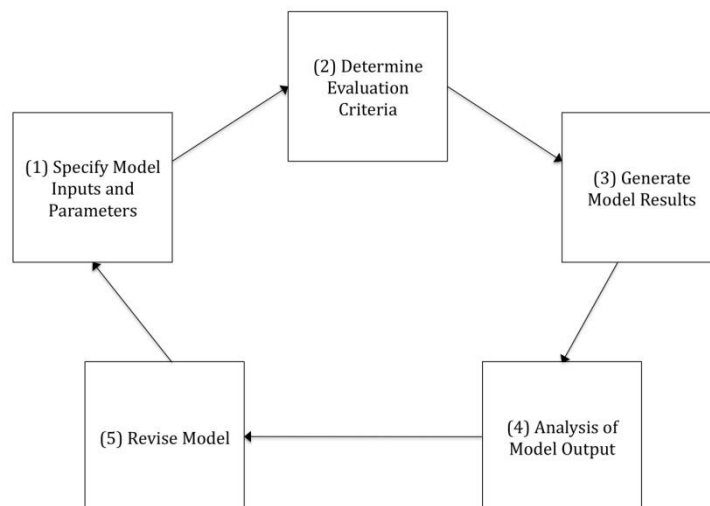 (1) Specify Model
Inputs and
Parameters
(2) Determine
Evaluation
Criteria
(3) Generate
Model Results
(4) Analysis of
Model Output
(5) Revise Model